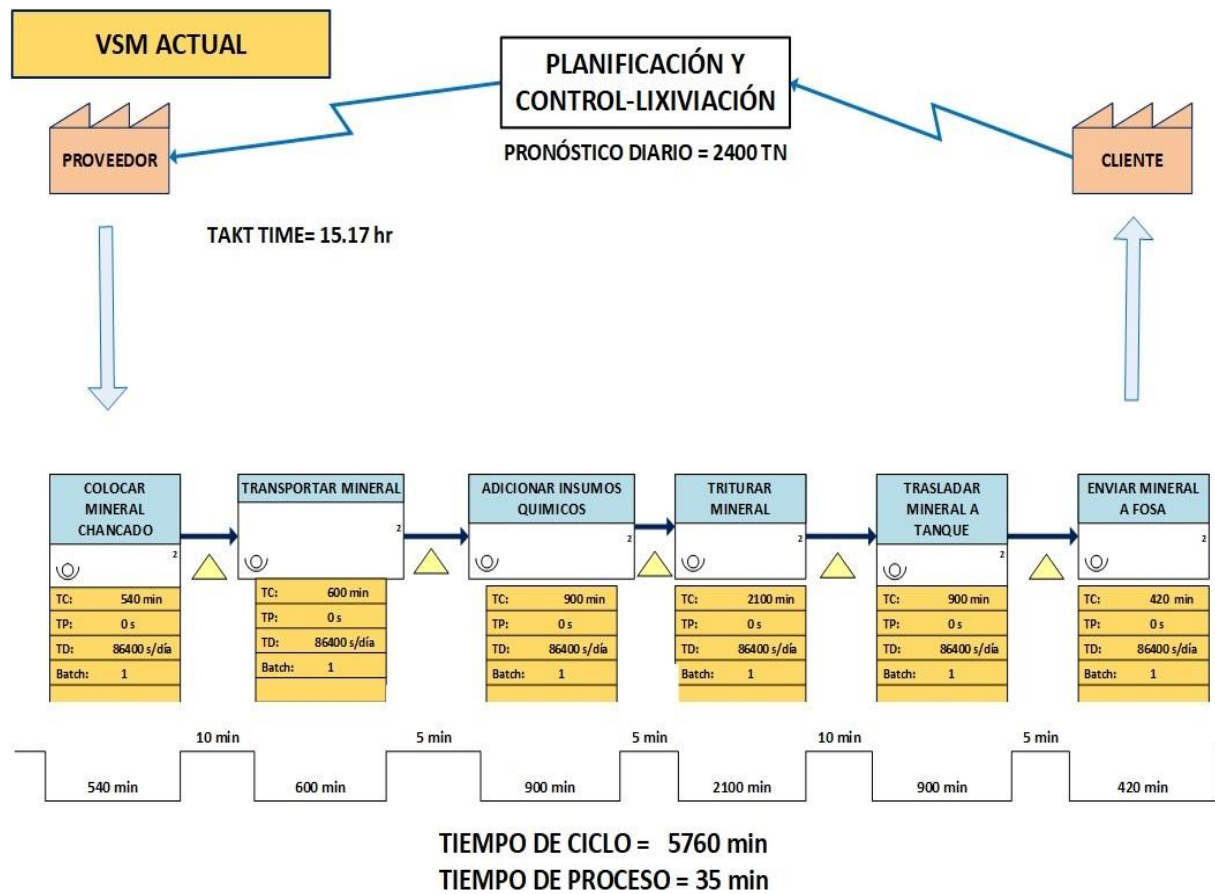 VSM ACTUAL
PLANIFICACIÓN Y
CONTROL-LIXIVIACIÓN
PRONÓSTICO DIARIO = 2400 TN
PROVEEDOR
CLIENTE
TAKT TIME= 15.17 hr
COLOCAR
MINERAL
CHANCADO
2
TC: 540 min
TP: 0 s
TD: 86400 s/día
Batch: 1
TRANSPORTAR MINERAL
2
TC: 600 min
TP: 0 s
TD: 86400 s/día
Batch: 1
ADICIONAR INSUMOS
QUIMICOS
2
TC: 900 min
TP: 0 s
TD: 86400 s/día
Batch: 1
TRITURAR
MINERAL
2
TC: 2100 min
TP: 0 s
TD: 86400 s/día
Batch: 1
TRASLADAR
MINERAL A
TANQUE
2
TC: 900 min
TP: 0 s
TD: 86400 s/día
Batch: 1
ENVIAR MINERAL
A FOSA
2
TC: 420 min
TP: 0 s
TD: 86400 s/día
Batch: 1
10 min
5 min
5 min
10 min
5 min
540 min
600 min
900 min
2100 min
900 min
420 min
TIEMPO DE CICLO = 5760 min
TIEMPO DE PROCESO = 35 min